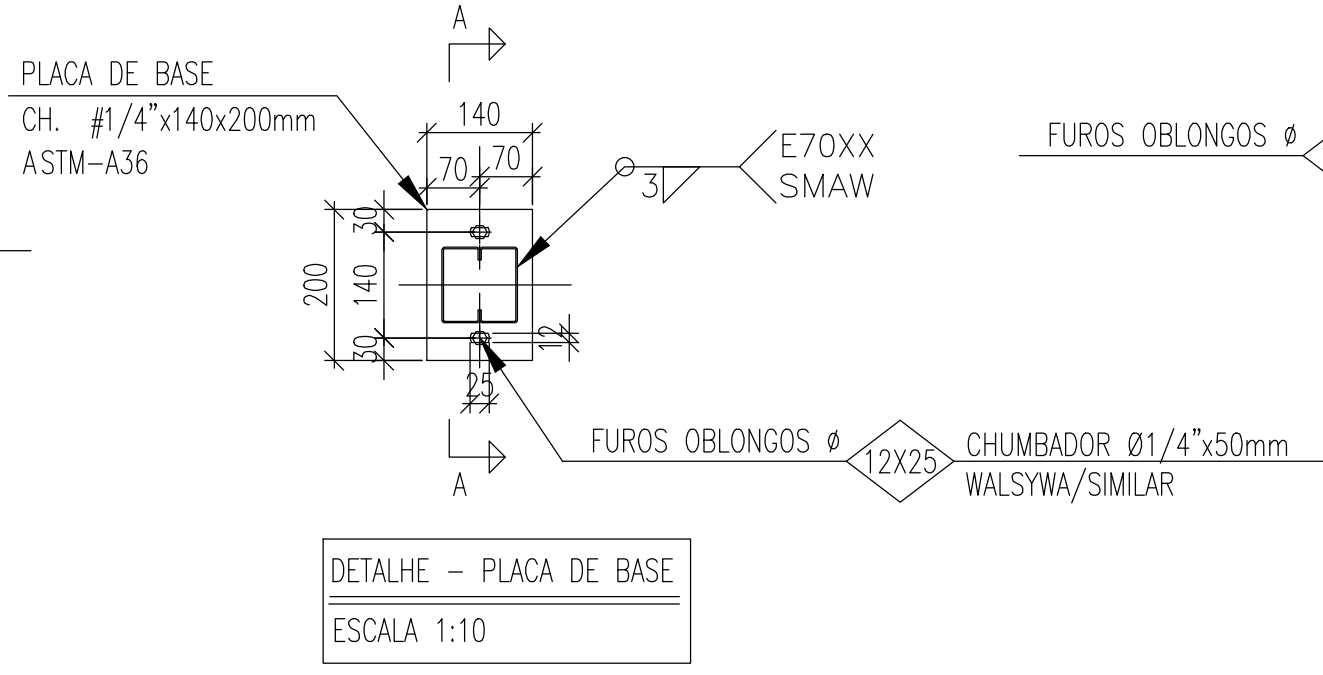 A
PLACA DE BASE
CH. #1/4"x140x200mm
ASTM-A36
140
70
70
E70XX
3
SMAW
FUROS OBLONGOS ø
30
200
140
30
12
25
FUROS OBLONGOS ø
12X25
CHUMBADOR Ø1/4"x50mm
WALSYWA/SIMILAR
A
DETALHE - PLACA DE BASE
ESCALA 1:10